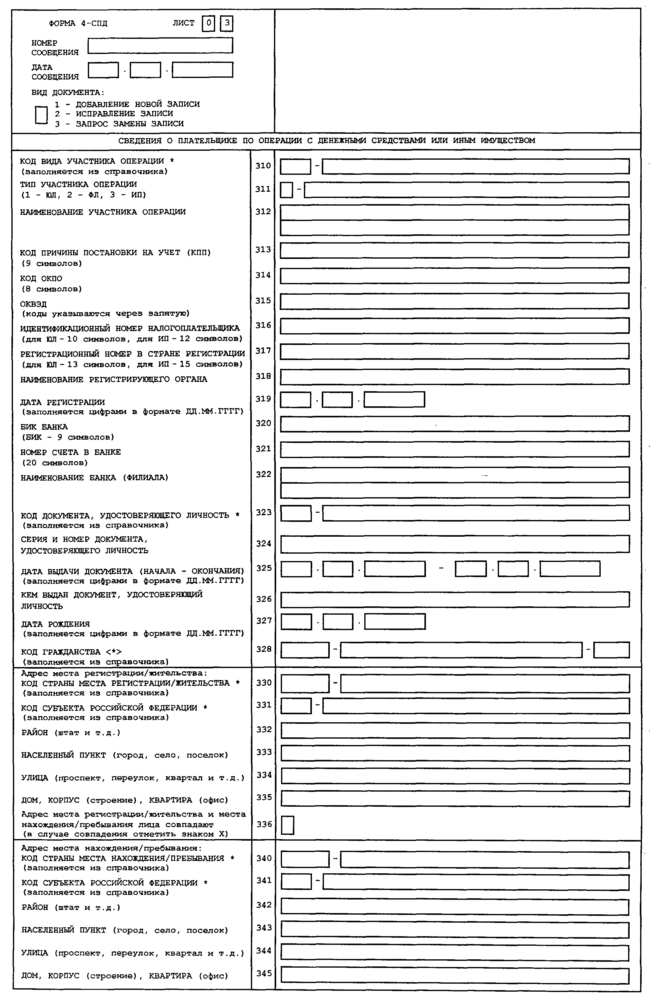 ФОРМА 4-СПД ЛИСТ 0 3
НОМЕР
СООБЩЕНИЯ
ДАТА
СООБЩЕНИЯ . .
ВИД ДОКУМЕНТА:
1 - ДОБАВЛЕНИЕ НОВОЙ ЗАПИСИ
2 - ИСПРАВЛЕНИЕ ЗАПИСИ
3 - ЗАПРОС ЗАМЕНЫ ЗАПИСИ
СВЕДЕНИЯ О ПЛАТЕЛЬЩИКЕ ПО ОПЕРАЦИИ С ДЕНЕЖНЫМИ СРЕДСТВАМИ ИЛИ ИНЫМ ИМУЩЕСТВОМ
КОД ВИДА УЧАСТНИКА ОПЕРАЦИИ * 310 -
(заполняется из справочника)
ТИП УЧАСТНИКА ОПЕРАЦИИ 311 -
(1 - ЮЛ, 2 - ФЛ, 3 - ИП)
НАИМЕНОВАНИЕ УЧАСТНИКА ОПЕРАЦИИ 312
КОД ПРИЧИНЫ ПОСТАНОВКИ НА УЧЕТ (КПП) 313
(9 символов)
КОД ОКПО 314
(8 символов)
ОКВЭД 315
(коды указываются через запятую)
ИДЕНТИФИКАЦИОННЫЙ НОМЕР НАЛОГОПЛАТЕЛЬЩИКА 316
(для ЮЛ - 10 символов, для ИП - 12 символов)
РЕГИСТРАЦИОННЫЙ НОМЕР В СТРАНЕ РЕГИСТРАЦИИ 317
(для ЮЛ - 13 символов, для ИП - 15 символов)
НАИМЕНОВАНИЕ РЕГИСТРИРУЮЩЕГО ОРГАНА 318
ДАТА РЕГИСТРАЦИИ 319 . .
(заполняется цифрами в формате ДД.ММ.ГГГГ)
БИК БАНКА 320
(БИК - 9 символов)
НОМЕР СЧЕТА В БАНКЕ 321
(20 символов)
НАИМЕНОВАНИЕ БАНКА (ФИЛИАЛА) 322
КОД ДОКУМЕНТА, УДОСТОВЕРЯЮЩЕГО ЛИЧНОСТЬ * 323 -
(заполняется из справочника)
СЕРИЯ И НОМЕР ДОКУМЕНТА, 324
УДОСТОВЕРЯЮЩЕГО ЛИЧНОСТЬ
ДАТА ВЫДАЧИ ДОКУМЕНТА (НАЧАЛА - ОКОНЧАНИЯ) 325 . . - . .
(заполняется цифрами в формате ДД.ММ.ГГГГ)
КЕМ ВЫДАН ДОКУМЕНТ, УДОСТОВЕРЯЮЩИЙ 326
ЛИЧНОСТЬ
ДАТА РОЖДЕНИЯ 327 . .
(заполняется цифрами в формате ДД.ММ.ГГГГ)
КОД ГРАЖДАНСТВА <*> 328 - -
(заполняется из справочника)
Адрес места регистрации/жительства:
КОД СТРАНЫ МЕСТА РЕГИСТРАЦИИ/ЖИТЕЛЬСТВА * 330 -
(заполняется из справочника)
КОД СУБЪЕКТА РОССИЙСКОЙ ФЕДЕРАЦИИ * 331 -
(заполняется из справочника)
РАЙОН (штат и т.д.) 332
НАСЕЛЕННЫЙ ПУНКТ (город, село, поселок) 333
УЛИЦА (проспект, переулок, квартал и т.д.) 334
ДОМ, КОРПУС (строение), КВАРТИРА (офис) 335
Адрес места регистрации/жительства и места
нахождения/пребывания лица совпадают 336
(в случае совпадения отметить знаком X)
Адрес места нахождения/пребывания:
КОД СТРАНЫ МЕСТА НАХОЖДЕНИЯ/ПРЕБЫВАНИЯ * 340 -
(заполняется из справочника)
КОД СУБЪЕКТА РОССИЙСКОЙ ФЕДЕРАЦИИ * 341 -
(заполняется из справочника)
РАЙОН (штат и т.д.) 342
НАСЕЛЕННЫЙ ПУНКТ (город, село, поселок) 343
УЛИЦА (проспект, переулок, квартал и т.д.) 344
ДОМ, КОРПУС (строение), КВАРТИРА (офис) 345